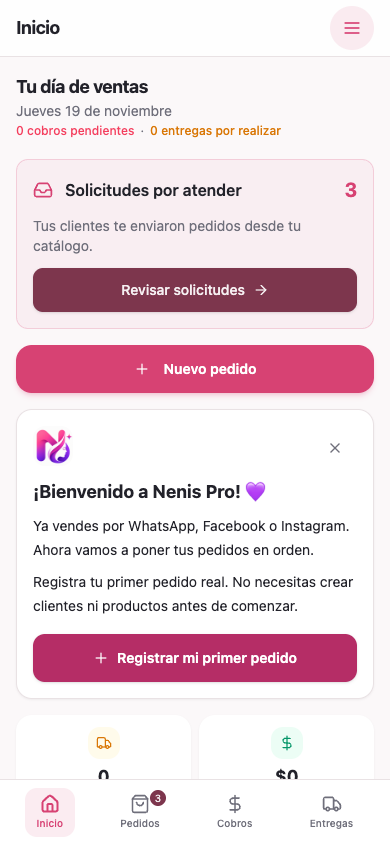 Inicio
Tu día de ventas
Jueves 19 de noviembre
0 cobros pendientes · 0 entregas por realizar
Solicitudes por atender 3
Tus clientes te enviaron pedidos desde tu
catálogo.
Revisar solicitudes →
+ Nuevo pedido
¡Bienvenido a Nenis Pro! 💜
Ya vendes por WhatsApp, Facebook o Instagram.
Ahora vamos a poner tus pedidos en orden.
Registra tu primer pedido real. No necesitas crear
clientes ni productos antes de comenzar.
+ Registrar mi primer pedido
0 $0
3
Inicio Pedidos Cobros Entregas